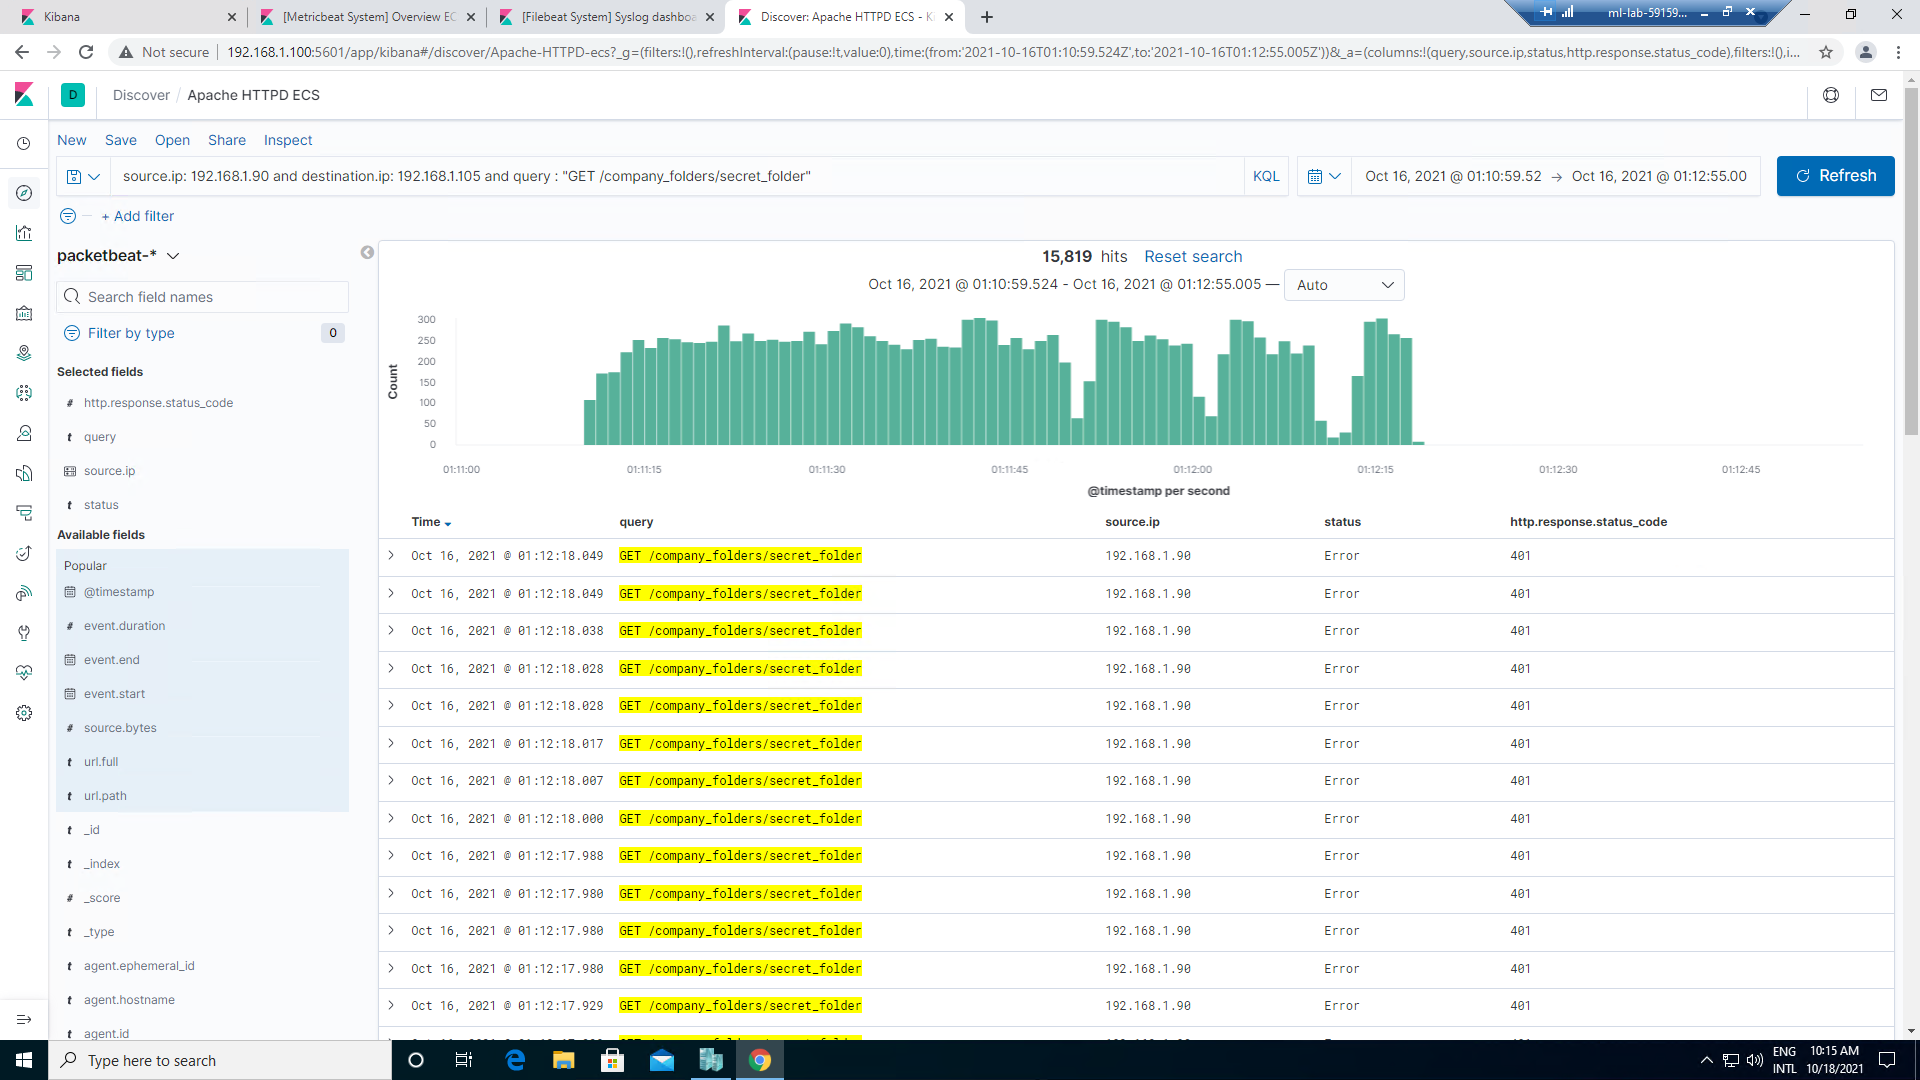 Kibana
[Metricbeat System] Overview EC
[Filebeat System] Syslog dashboa
Discover: Apache HTTPD ECS - Ki
ml-lab-59159...
Not secure
192.168.1.100:5601/app/kibana#/discover/Apache-HTTPD-ecs?_g=(filters:!(),refreshInterval:(pause:!t,value:0),time:(from:'2021-10-16T01:10:59.524Z',to:'2021-10-16T01:12:55.005Z'))&_a=(columns:!(query,source.ip,status,http.response.status_code),filters:!(),i...
D
Discover / Apache HTTPD ECS
New Save Open Share Inspect
source.ip: 192.168.1.90 and destination.ip: 192.168.1.105 and query : "GET /company_folders/secret_folder"
KQL
Oct 16, 2021 @ 01:10:59.52 → Oct 16, 2021 @ 01:12:55.00
Refresh
+ Add filter
packetbeat-*
Search field names
Filter by type 0
Selected fields
# http.response.status_code
t query
source.ip
t status
Available fields
Popular
@timestamp
# event.duration
event.end
event.start
# source.bytes
t url.full
t url.path
t _id
t _index
# _score
t _type
t agent.ephemeral_id
t agent.hostname
t agent.id
15,819 hits Reset search
Oct 16, 2021 @ 01:10:59.524 - Oct 16, 2021 @ 01:12:55.005 — Auto
Count
300
250
200
150
100
50
0
01:11:00 01:11:15 01:11:30 01:11:45 01:12:00 01:12:15 01:12:30 01:12:45
@timestamp per second
Time query source.ip status http.response.status_code
Oct 16, 2021 @ 01:12:18.049 GET /company_folders/secret_folder 192.168.1.90 Error 401
Oct 16, 2021 @ 01:12:18.049 GET /company_folders/secret_folder 192.168.1.90 Error 401
Oct 16, 2021 @ 01:12:18.038 GET /company_folders/secret_folder 192.168.1.90 Error 401
Oct 16, 2021 @ 01:12:18.028 GET /company_folders/secret_folder 192.168.1.90 Error 401
Oct 16, 2021 @ 01:12:18.028 GET /company_folders/secret_folder 192.168.1.90 Error 401
Oct 16, 2021 @ 01:12:18.017 GET /company_folders/secret_folder 192.168.1.90 Error 401
Oct 16, 2021 @ 01:12:18.007 GET /company_folders/secret_folder 192.168.1.90 Error 401
Oct 16, 2021 @ 01:12:18.000 GET /company_folders/secret_folder 192.168.1.90 Error 401
Oct 16, 2021 @ 01:12:17.988 GET /company_folders/secret_folder 192.168.1.90 Error 401
Oct 16, 2021 @ 01:12:17.980 GET /company_folders/secret_folder 192.168.1.90 Error 401
Oct 16, 2021 @ 01:12:17.980 GET /company_folders/secret_folder 192.168.1.90 Error 401
Oct 16, 2021 @ 01:12:17.980 GET /company_folders/secret_folder 192.168.1.90 Error 401
Oct 16, 2021 @ 01:12:17.929 GET /company_folders/secret_folder 192.168.1.90 Error 401
Type here to search
ENG
INTL
10:15 AM
10/18/2021